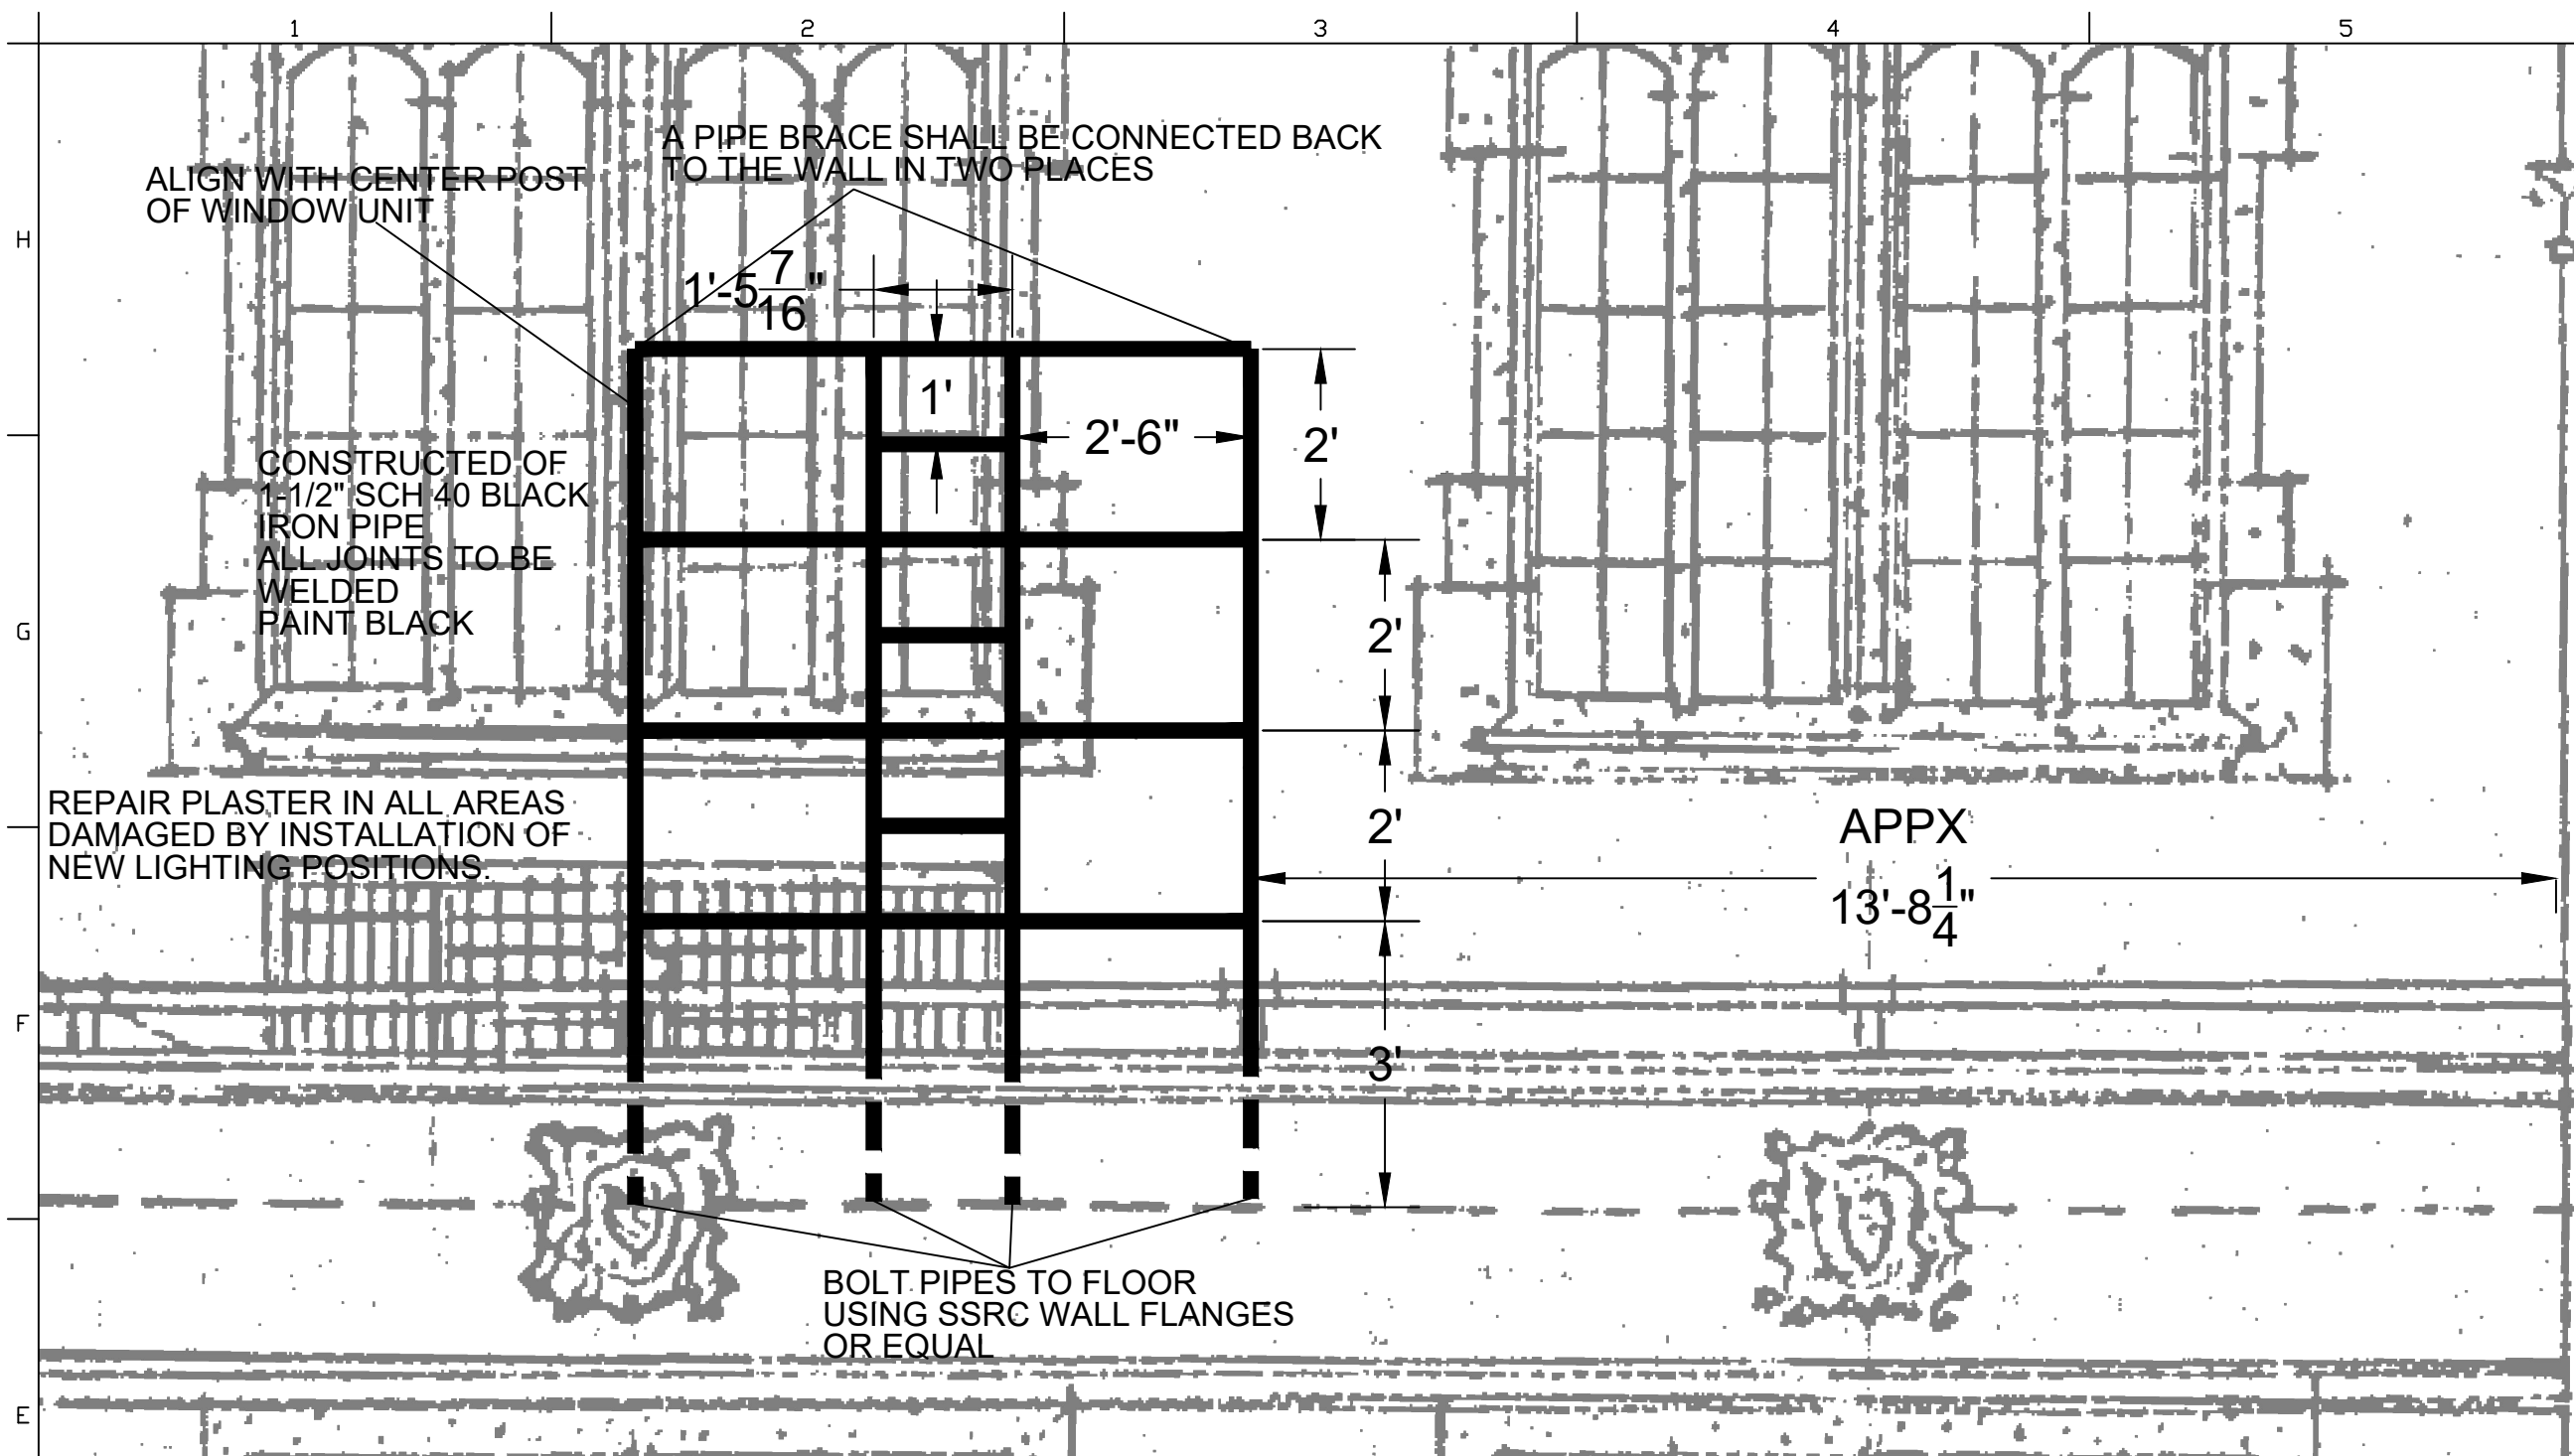 1 2 3 4 5
A PIPE BRACE SHALL BE CONNECTED BACK
TO THE WALL IN TWO PLACES
ALIGN WITH CENTER POST
OF WINDOW UNIT
H
1'-5 7/16"
1'
2'-6"
2'
CONSTRUCTED OF
1-1/2" SCH 40 BLACK
IRON PIPE
ALL JOINTS TO BE
WELDED
PAINT BLACK
G
2'
REPAIR PLASTER IN ALL AREAS
DAMAGED BY INSTALLATION OF
NEW LIGHTING POSITIONS.
2'
APPX
13'-8 1/4"
F
3'
BOLT PIPES TO FLOOR
USING SSRC WALL FLANGES
OR EQUAL
E